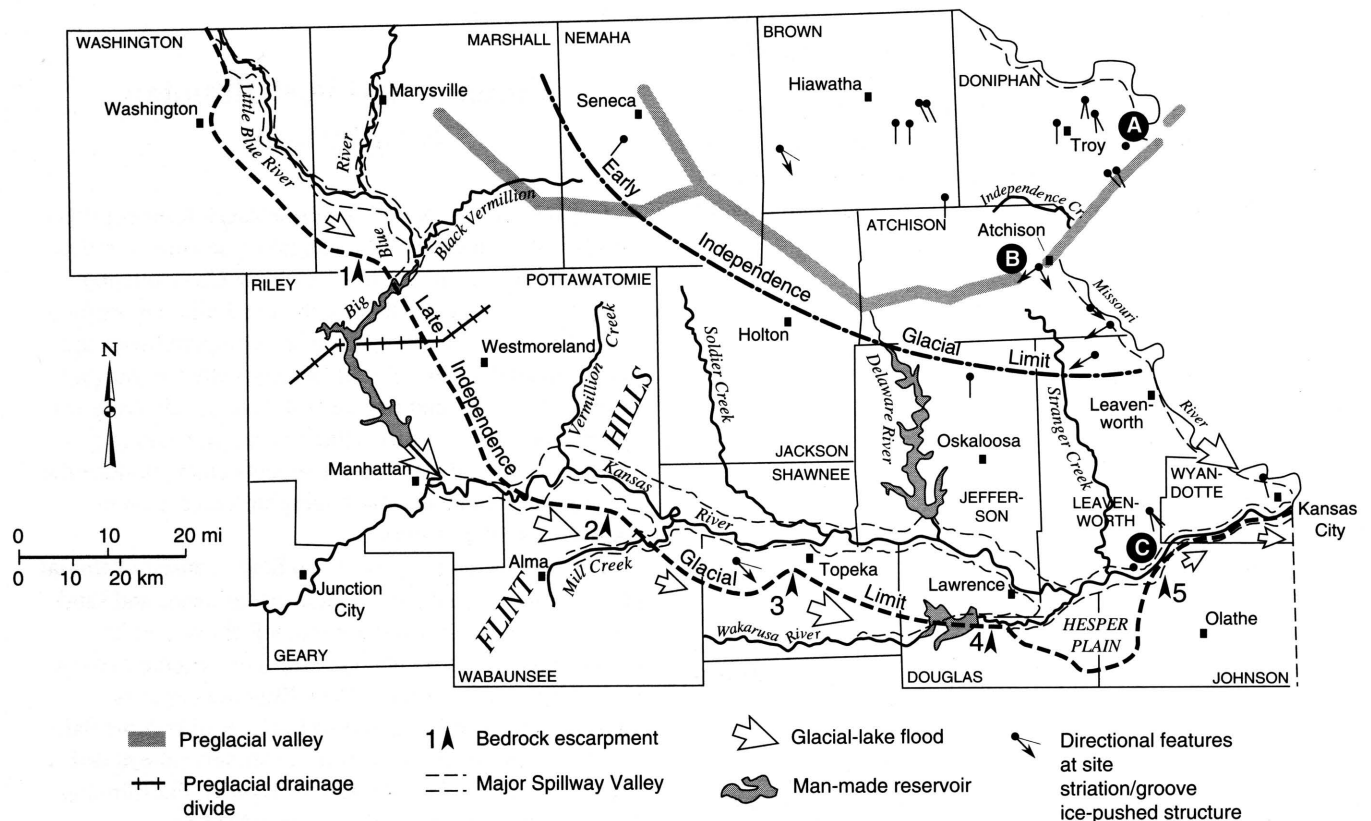 WASHINGTON
MARSHALL
NEMAHA
BROWN
DONIPHAN
Washington
Little Blue River
River
Marysville
Seneca
Hiawatha
Troy
A
Early
Independence
Glacial
Limit
Black Vermillion
Blue
Big
Independence Cr.
ATCHISON
Atchison
B
Missouri
River
1
RILEY
POTTAWATOMIE
Late
Independence
Glacial
Limit
Westmoreland
Vermillion
Creek
Soldier Creek
Holton
Delaware River
Stranger Creek
Leaven-
worth
N
Manhattan
FLINT
HILLS
Kansas
River
JACKSON
SHAWNEE
Oskaloosa
JEFFER-
SON
LEAVEN-
WORTH
WYAN-
DOTTE
Kansas
City
0 10 20 mi
0 10 20 km
Junction
City
2
Alma
Mill Creek
3
Topeka
Lawrence
C
5
Wakarusa River
4
HESPER
PLAIN
Olathe
GEARY
WABAUNSEE
DOUGLAS
JOHNSON
Preglacial valley
1 Bedrock escarpment
Glacial-lake flood
Directional features
at site
striation/groove
ice-pushed structure
Preglacial drainage
divide
Major Spillway Valley
Man-made reservoir